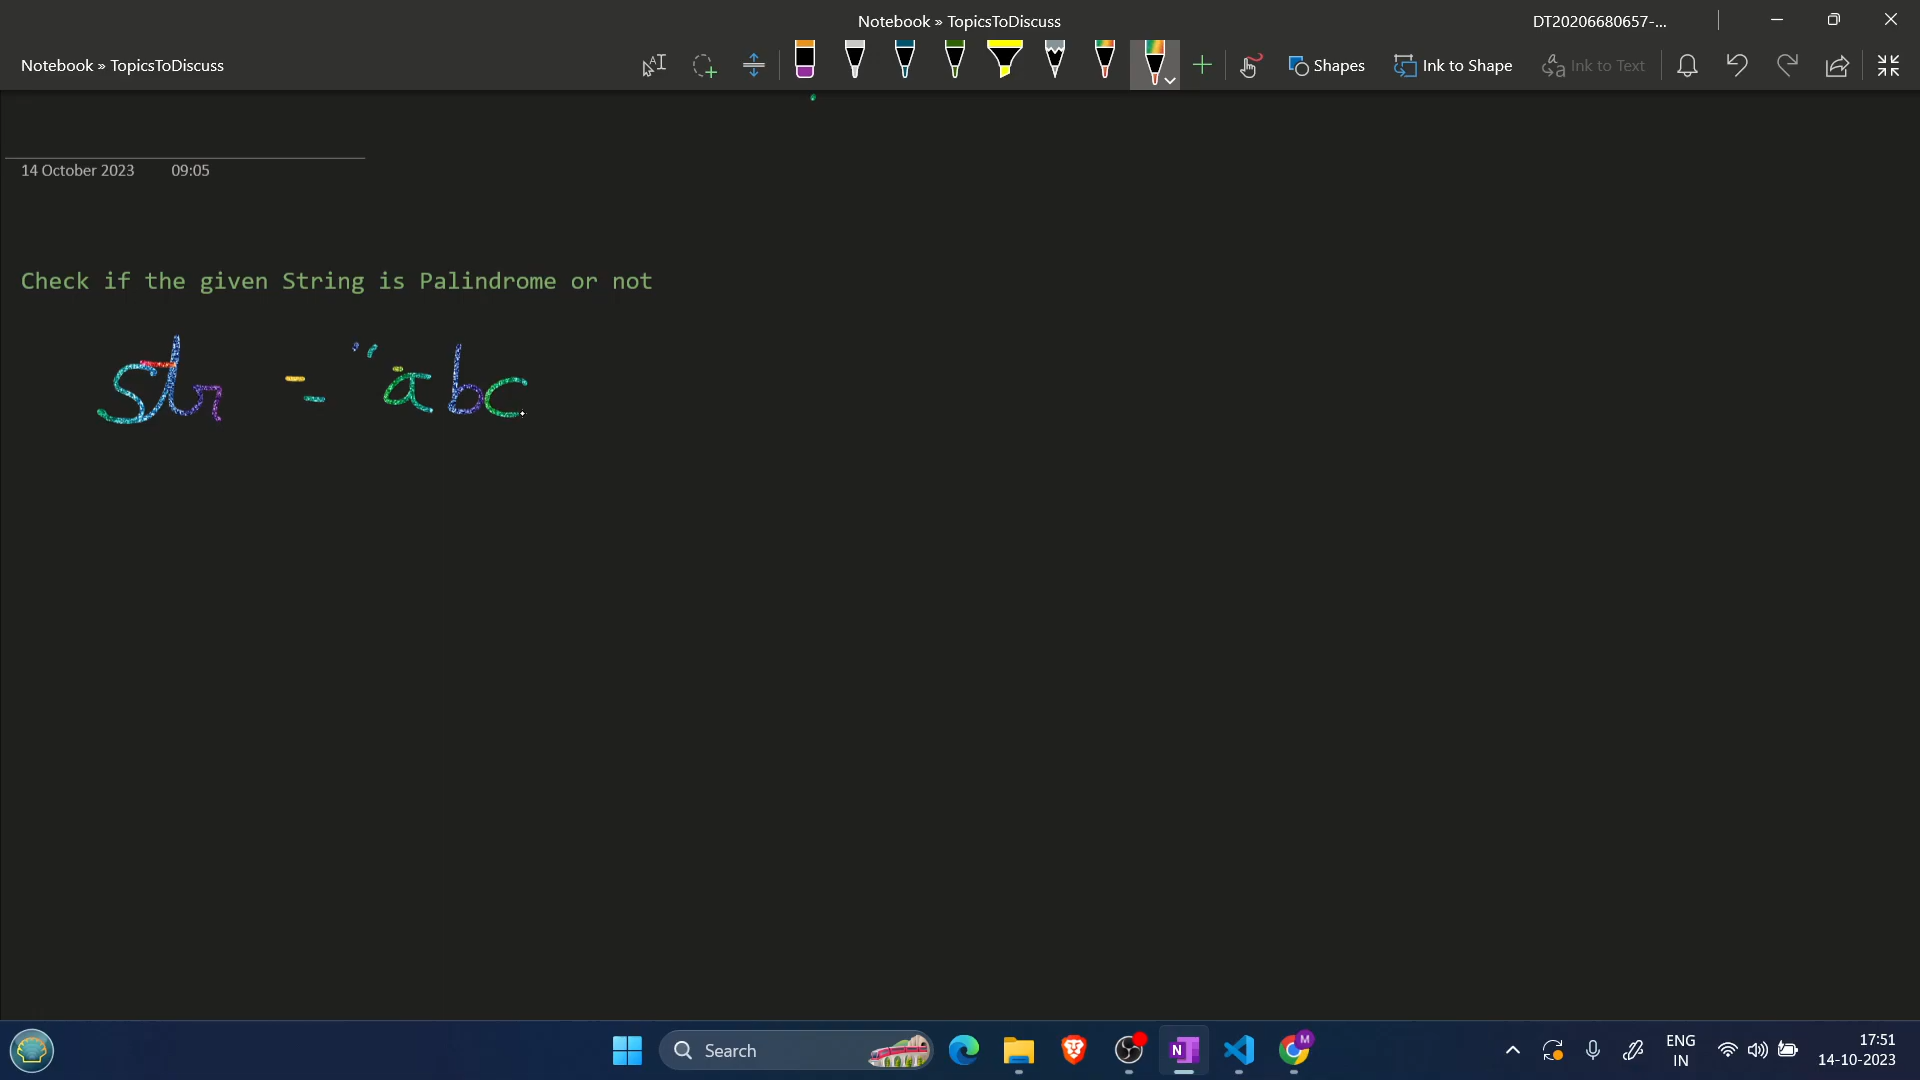 Notebook » TopicsToDiscuss
DT20206680657-...
Notebook » TopicsToDiscuss
Shapes
Ink to Shape
Ink to Text
14 October 2023 09:05
Check if the given String is Palindrome or not
str = "abc
Search
ENG
IN
17:51
14-10-2023